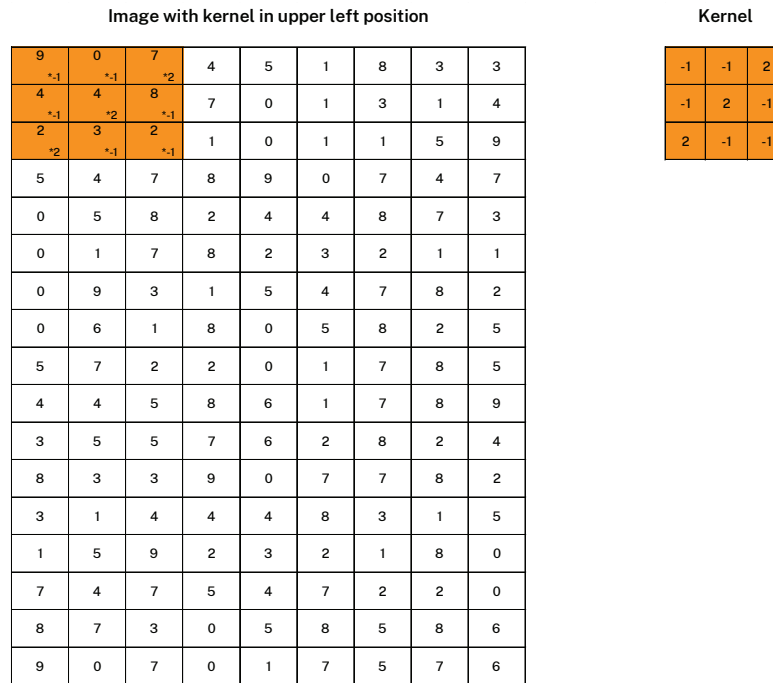 Image with kernel in upper left position
Kernel
9 0 7 4 5 1 8 3 3
*-1 *-1 *2
4 4 8 7 0 1 3 1 4
*-1 *2 *-1
2 3 2 1 0 1 1 5 9
*2 *-1 *-1
5 4 7 8 9 0 7 4 7
0 5 8 2 4 4 8 7 3
0 1 7 8 2 3 2 1 1
0 9 3 1 5 4 7 8 2
0 6 1 8 0 5 8 2 5
5 7 2 2 0 1 7 8 5
4 4 5 8 6 1 7 8 9
3 5 5 7 6 2 8 2 4
8 3 3 9 0 7 7 8 2
3 1 4 4 4 8 3 1 5
1 5 9 2 3 2 1 8 0
7 4 7 5 4 7 2 2 0
8 7 3 0 5 8 5 8 6
9 0 7 0 1 7 5 7 6
-1 -1 2
-1 2 -1
2 -1 -1